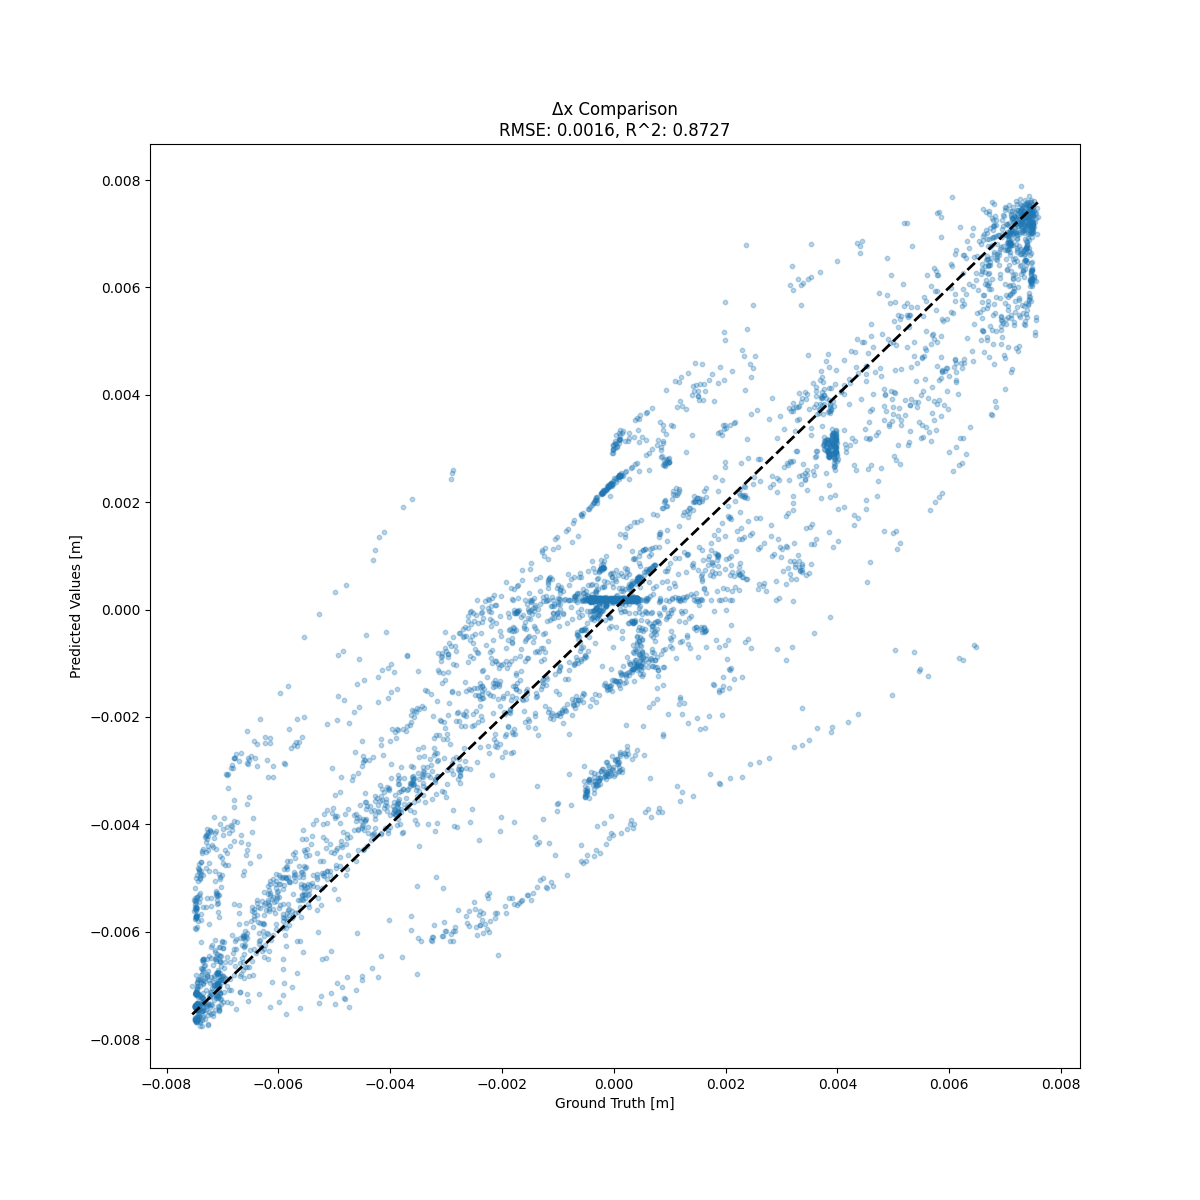 Δx Comparison
RMSE: 0.0016, R^2: 0.8727
0.008
0.006
0.004
0.002
0.000
−0.002
−0.004
−0.006
−0.008
Predicted Values [m]
−0.008 −0.006 −0.004 −0.002 0.000 0.002 0.004 0.006 0.008
Ground Truth [m]